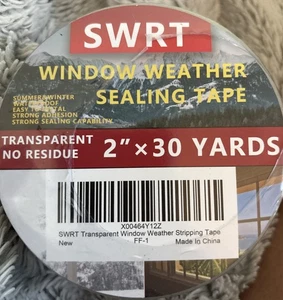 SWRT
WINDOW WEATHER
SEALING TAPE
SUMMER/WINTER
WATERPROOF
EASY TO INSTAL
STRONG ADHESION
STRONG SEALING CAPABILITY
TRANSPARENT
NO RESIDUE
2”×30 YARDS
X00464Y12Z
SWRT Transparent Window Weather Stripping Tape
New FF-1 Made In China